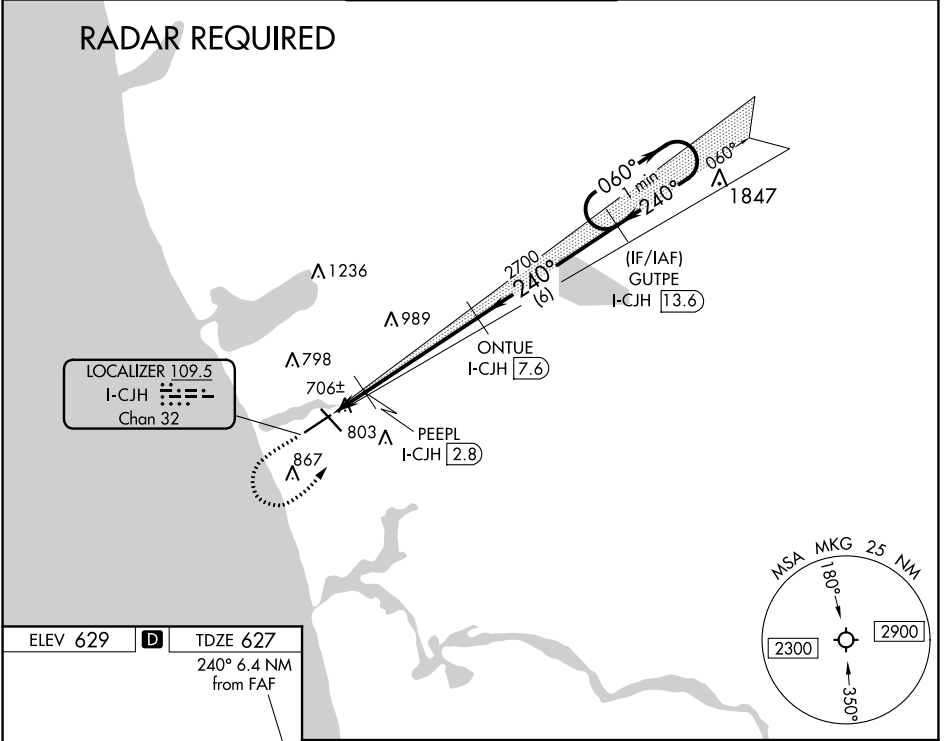 RADAR REQUIRED
060°
1 min
240°
060°
1847
(IF/IAF)
GUTPE
I-CJH 13.6
2700
240°
(6)
1236
989
ONTUE
I-CJH 7.6
798
LOCALIZER 109.5
I-CJH
Chan 32
706±
803
PEEPL
I-CJH 2.8
867
MSA MKG 25 NM
180°
2300
2900
350°
ELEV 629 D TDZE 627
240° 6.4 NM
from FAF